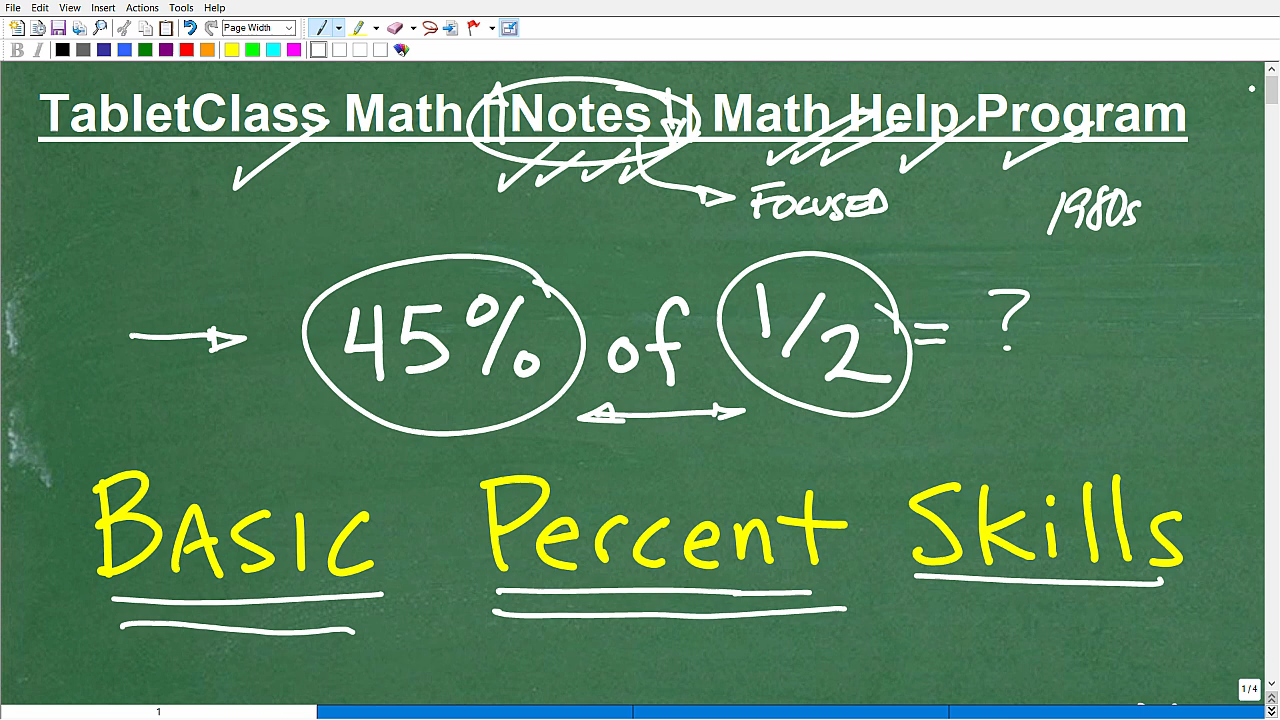 File Edit View Insert Actions Tools Help
Page Width
B I
TabletClass Math ||Notes || Math Help Program
FOCUSED
1980s
45% of 1/2 = ?
BASIC Percent Skills
1/4
1